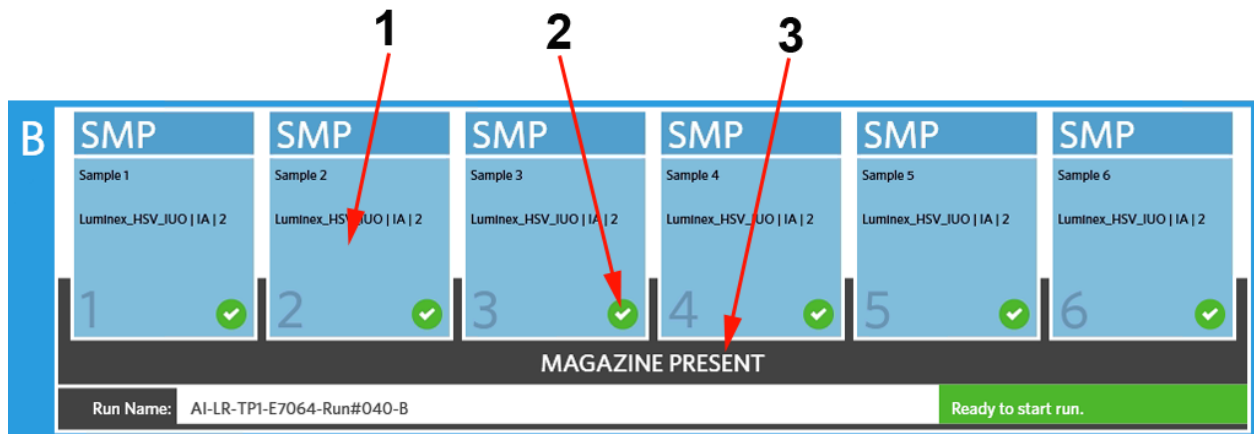 1 2 3
B SMP SMP SMP SMP SMP SMP
Sample 1 Sample 2 Sample 3 Sample 4 Sample 5 Sample 6
Luminex_HSV_IUO | IA | 2 Luminex_HSV_IUO | IA | 2 Luminex_HSV_IUO | IA | 2 Luminex_HSV_IUO | IA | 2 Luminex_HSV_IUO | IA | 2 Luminex_HSV_IUO | IA | 2
1 2 3 4 5 6
MAGAZINE PRESENT
Run Name: AI-LR-TP1-E7064-Run#040-B Ready to start run.